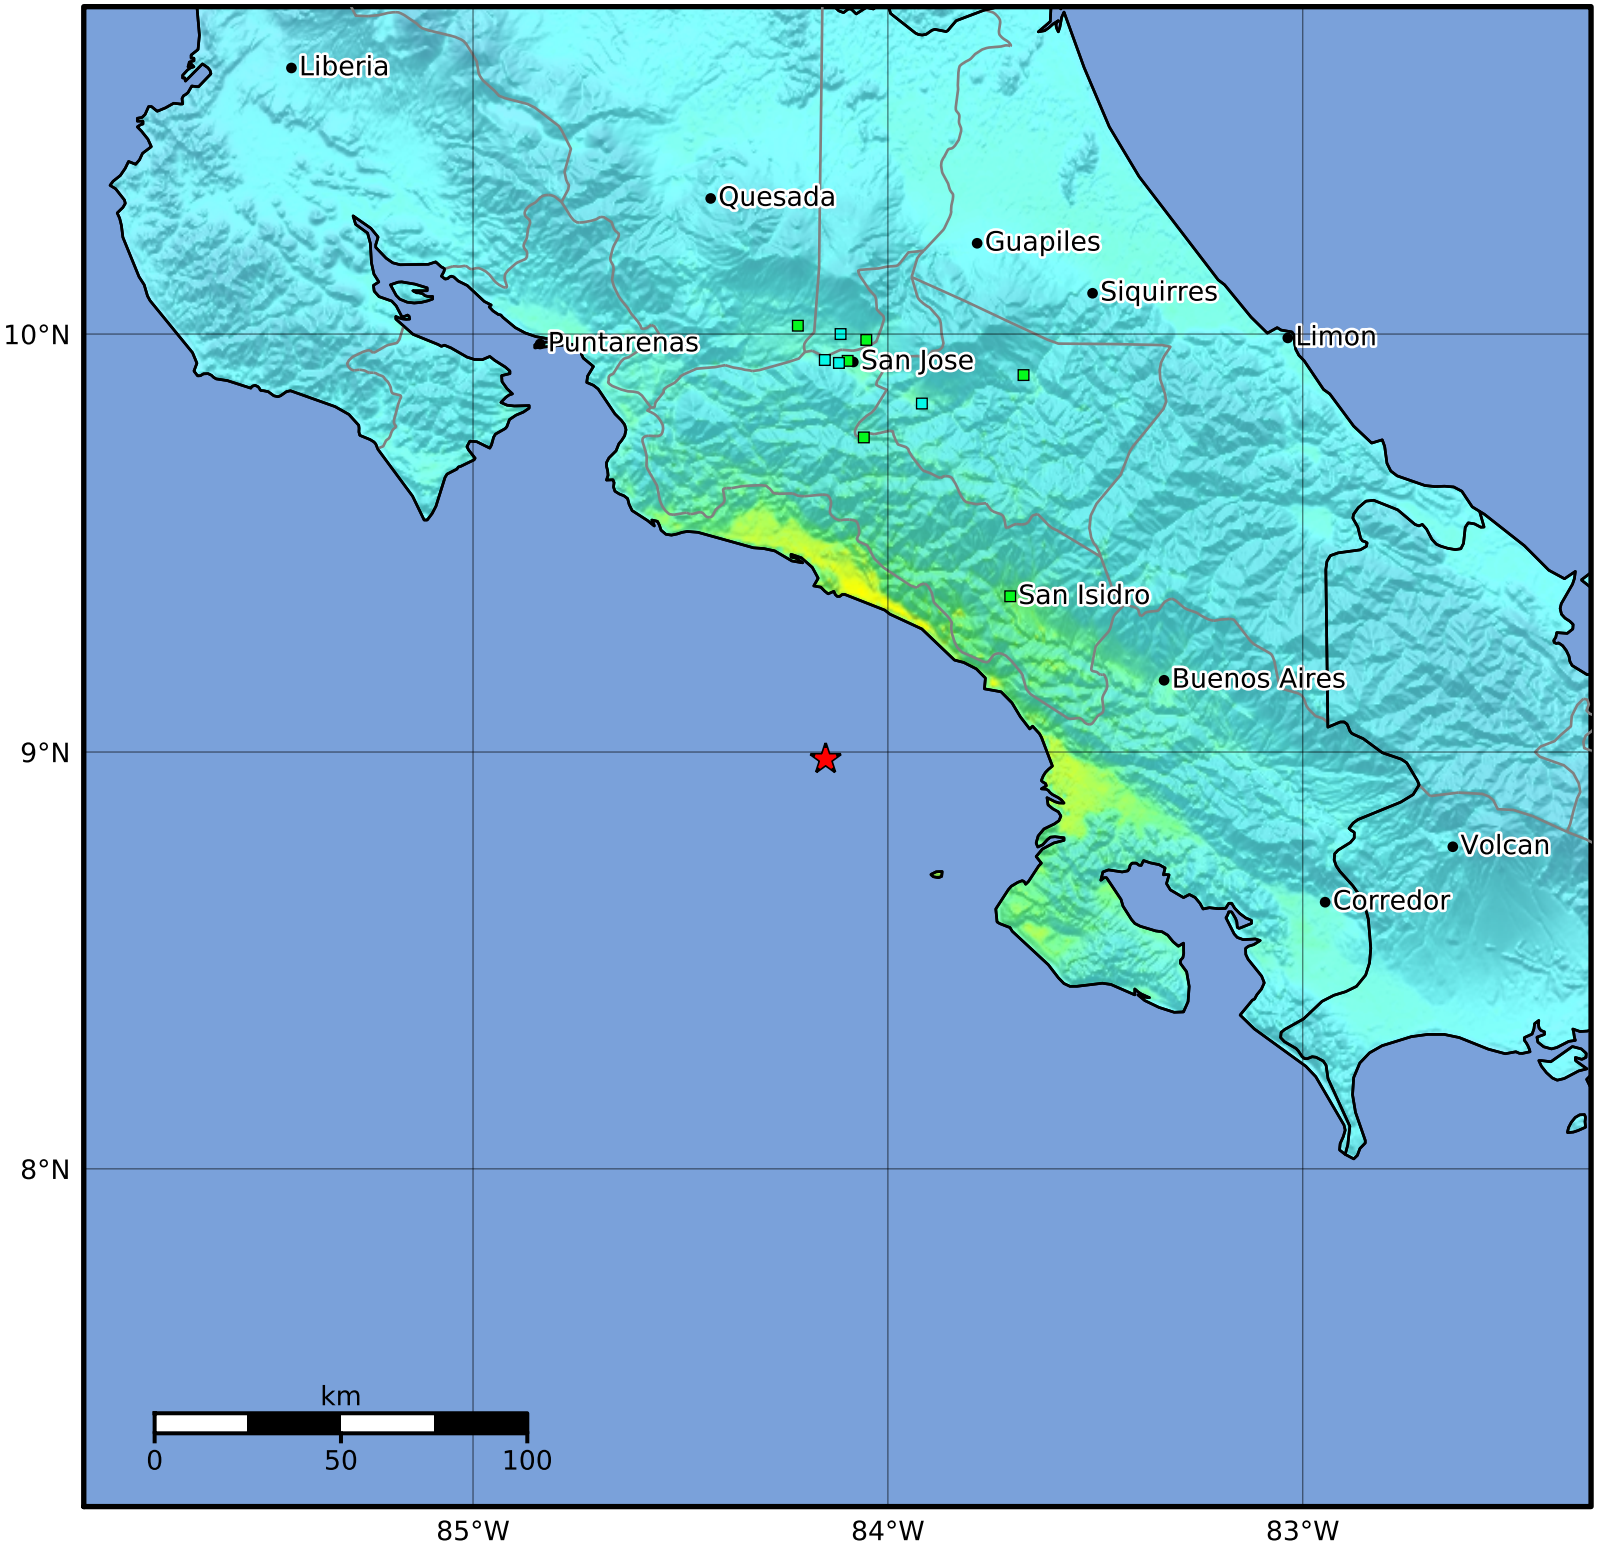 Liberia
Quesada
Guapiles
Siquirres
10°N
Puntarenas
Limon
San Jose
San Isidro
Buenos Aires
9°N
Volcan
Corredor
8°N
km
0 50 100
85°W 84°W 83°W